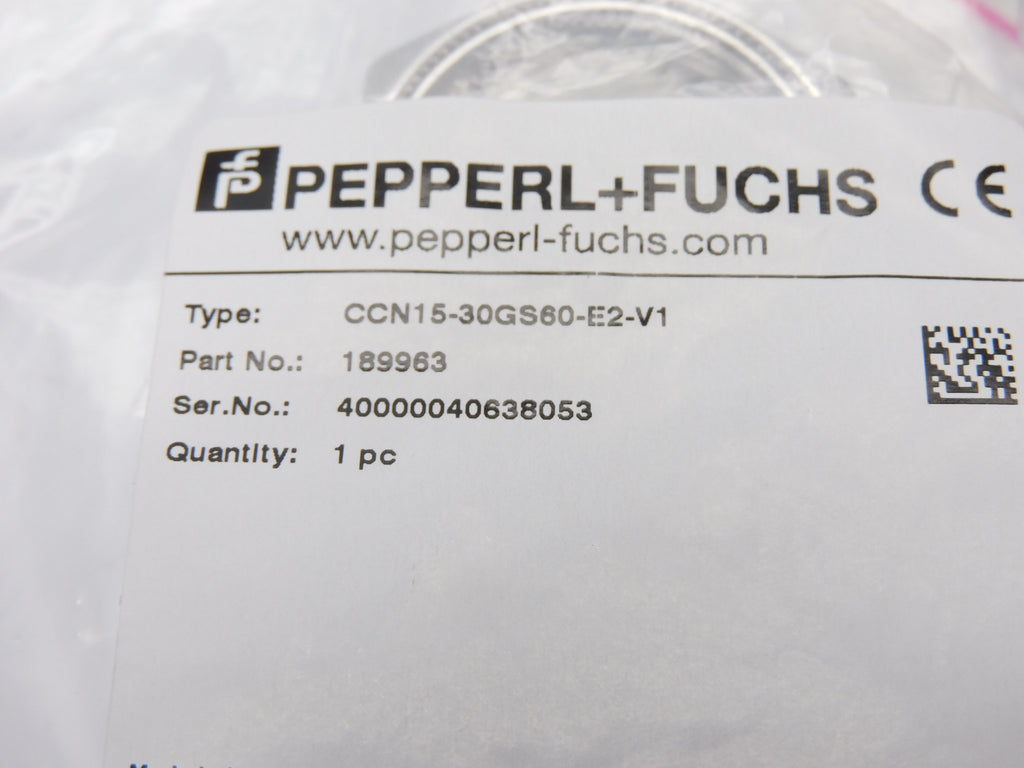 PEPPERL+FUCHS CE
www.pepperl-fuchs.com
Type: CCN15-30GS60-E2-V1
Part No.: 189963
Ser.No.: 40000040638053
Quantity: 1 pc